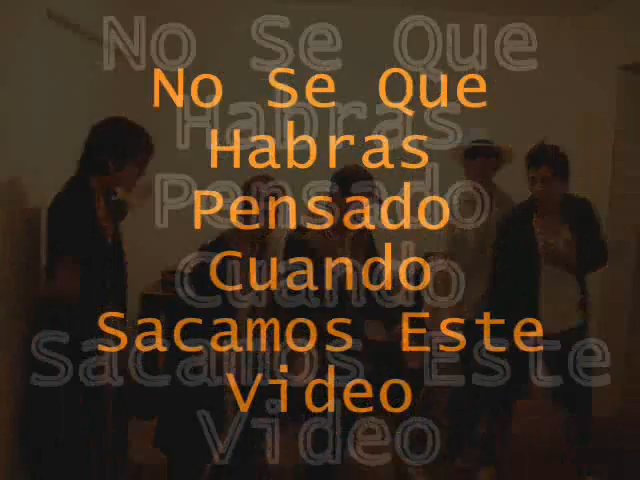 No Se Que
Habras
Pensado
Cuando
Sacamos Este
Video